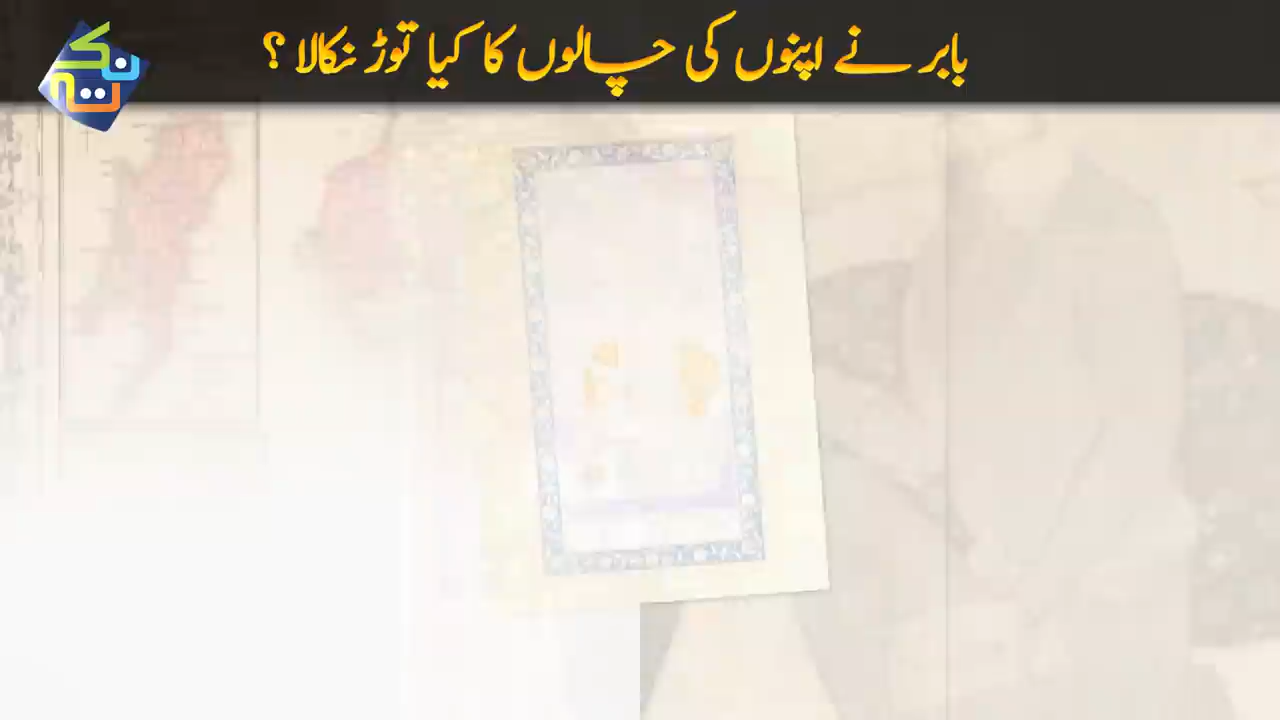 بابر نے اپنوں کی چالوں کا کیا توڑ نکالا ؟